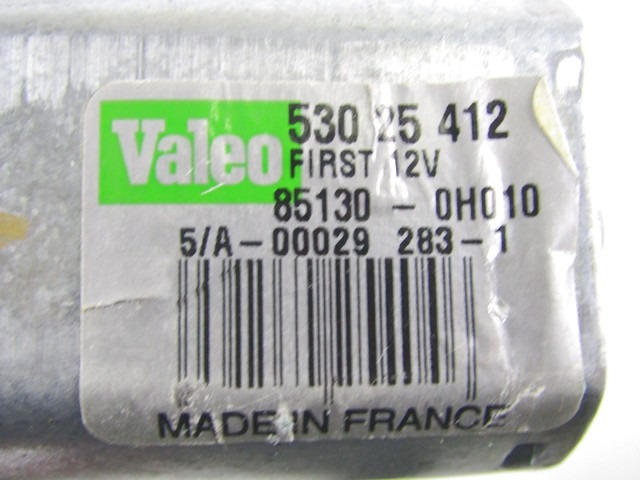 Valeo 530 25 412
FIRST 12V
85130 - 0H010
5/A-00029 283-1
MADE IN FRANCE